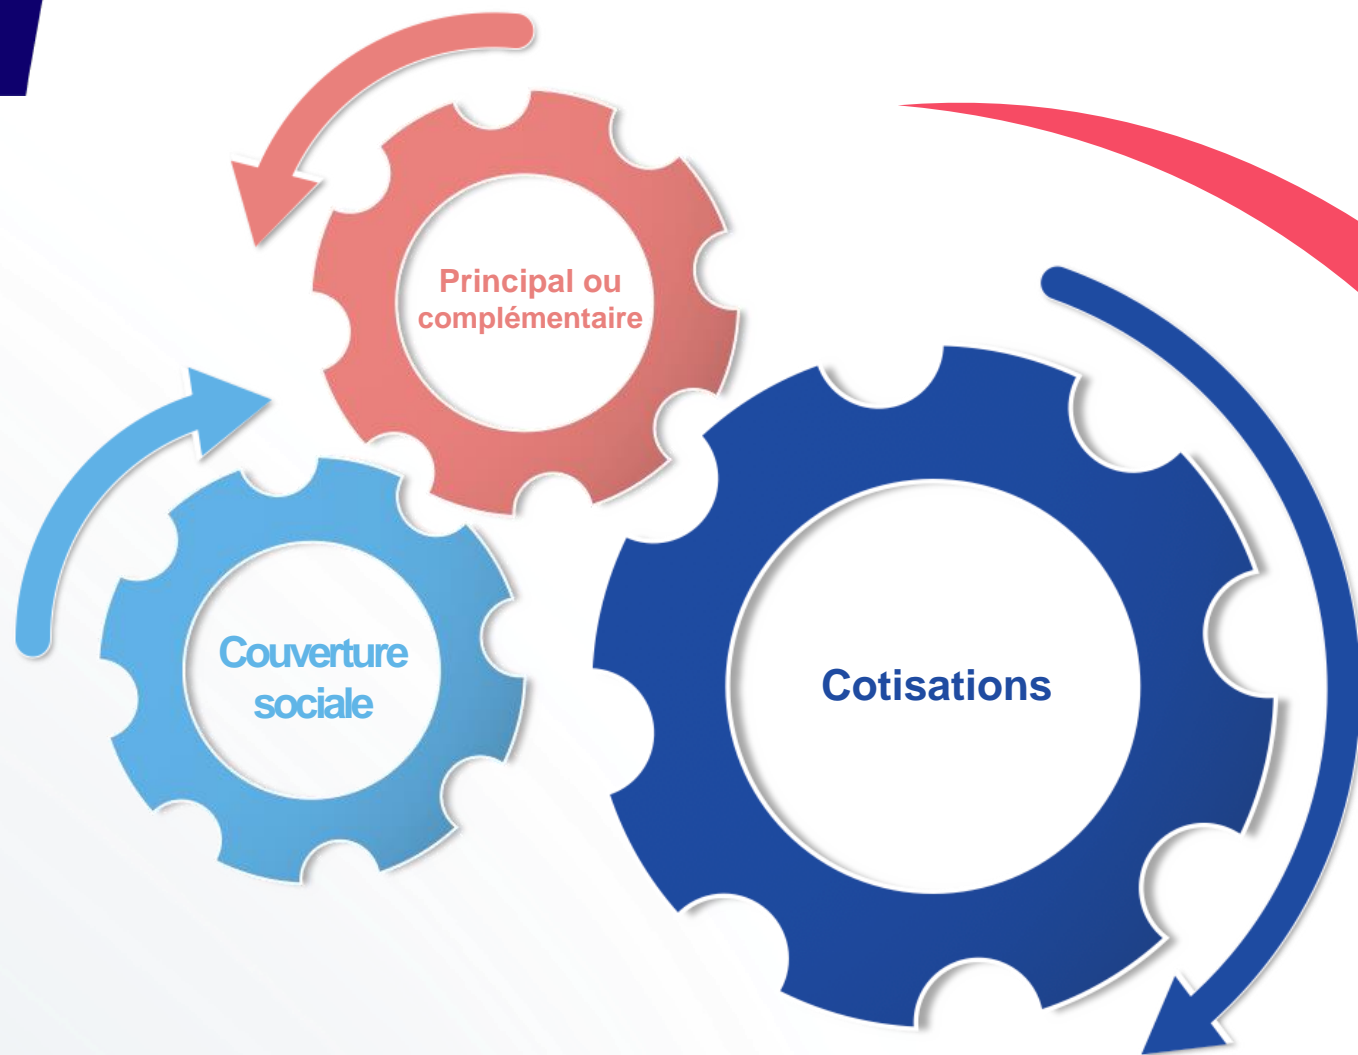 Principal ou
complémentaire
Couverture
sociale
Cotisations